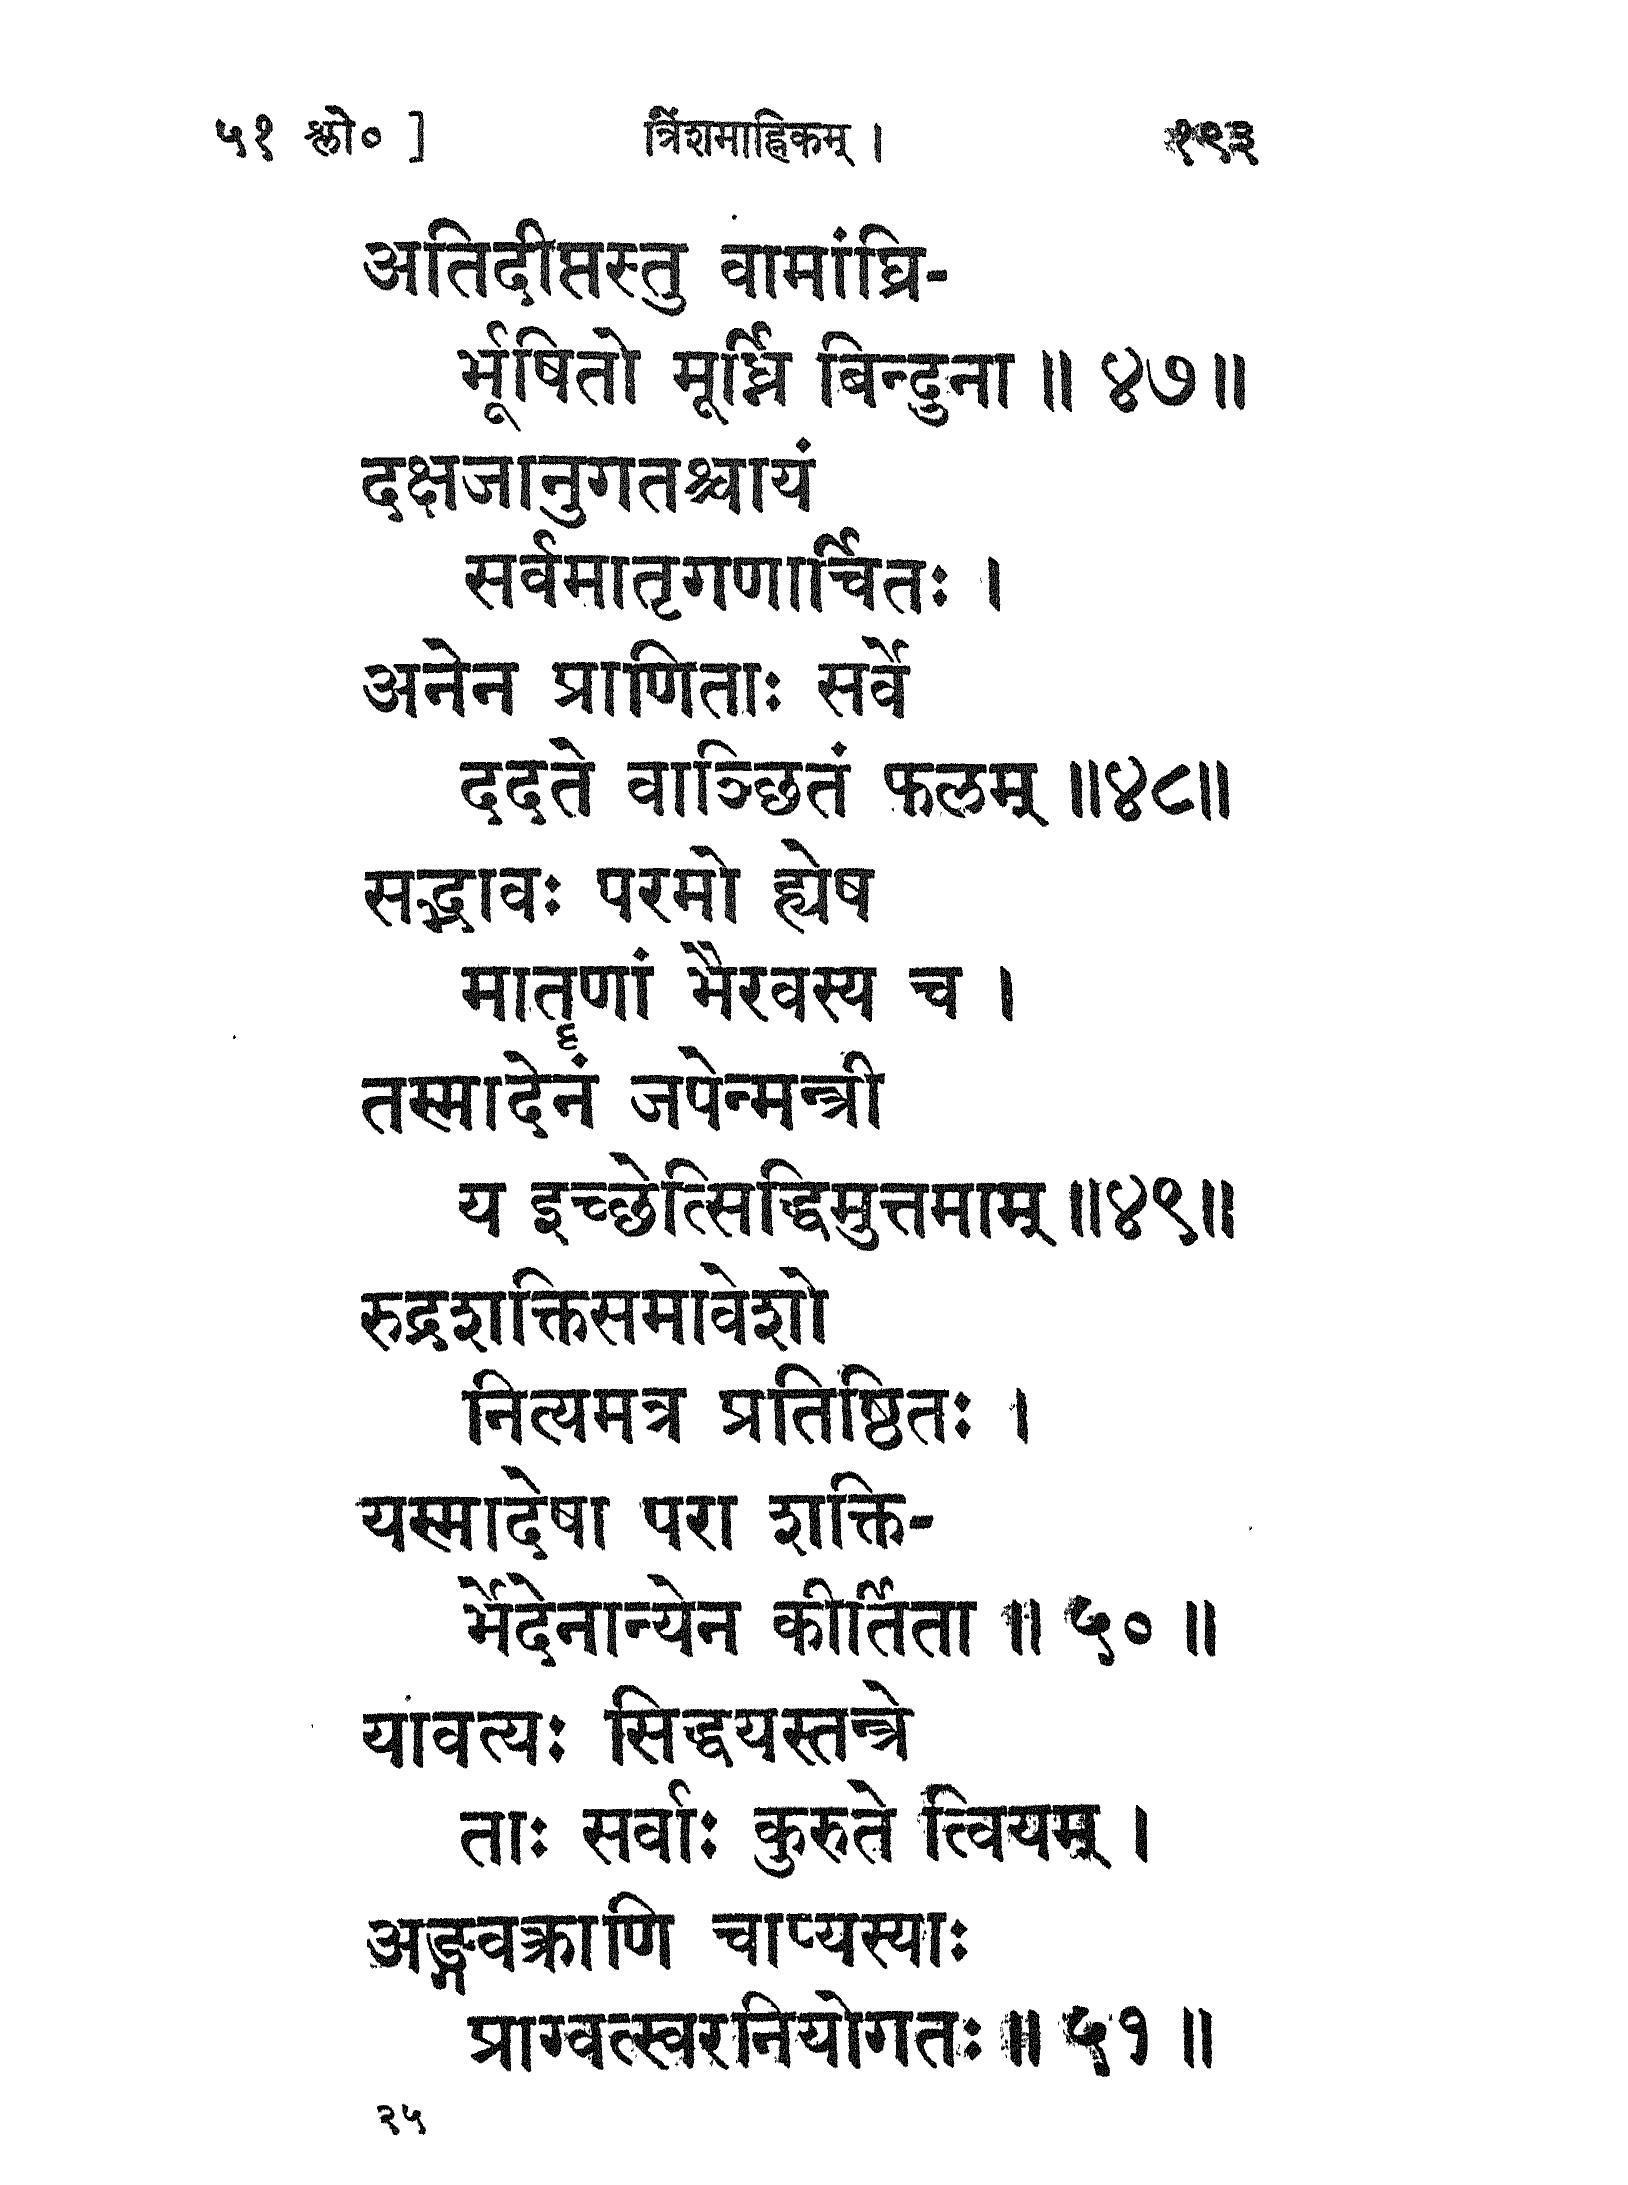 ५१ श्लो० ] त्रिंशमाह्निकम् । १९३
अतिदीप्तस्तु वामांघ्रि-
र्भूषितो मूर्ध्नि बिन्दुना ॥ ४७॥
दक्षजानुगतश्चायं
सर्वमातृगणार्चितः ।
अनेन प्राणिताः सर्वे
ददते वाञ्छितं फलम् ॥४८॥
सद्भावः परमो ह्येष
मातॄणां भैरवस्य च ।
तस्मादेनं जपेन्मन्त्री
य इच्छेत्सिद्धिमुत्तमाम् ॥४९॥
रुद्रशक्तिसमावेशो
नित्यमत्र प्रतिष्ठितः ।
यस्मादेषा परा शक्ति-
र्भेदेनान्येन कीर्तिता ॥ ५० ॥
यावत्यः सिद्धयस्तन्त्रे
ताः सर्वाः कुरुते त्वियम् ।
अङ्गवक्राणि चाप्यस्याः
प्राग्वत्स्वरनियोगतः ॥ ५१ ॥
२५